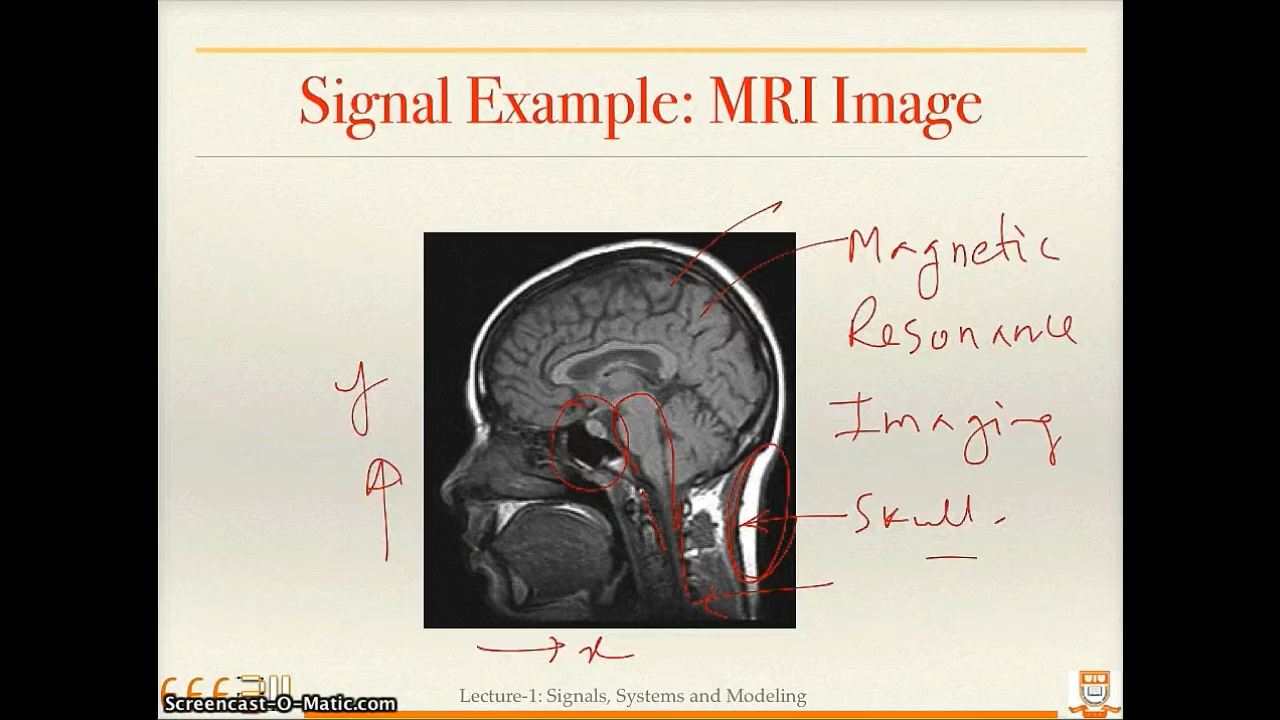 Signal Example: MRI Image
Magnetic
Resonance
Imaging
y
Skull
x
Lecture-1: Signals, Systems and Modeling
Screencast-O-Matic.com